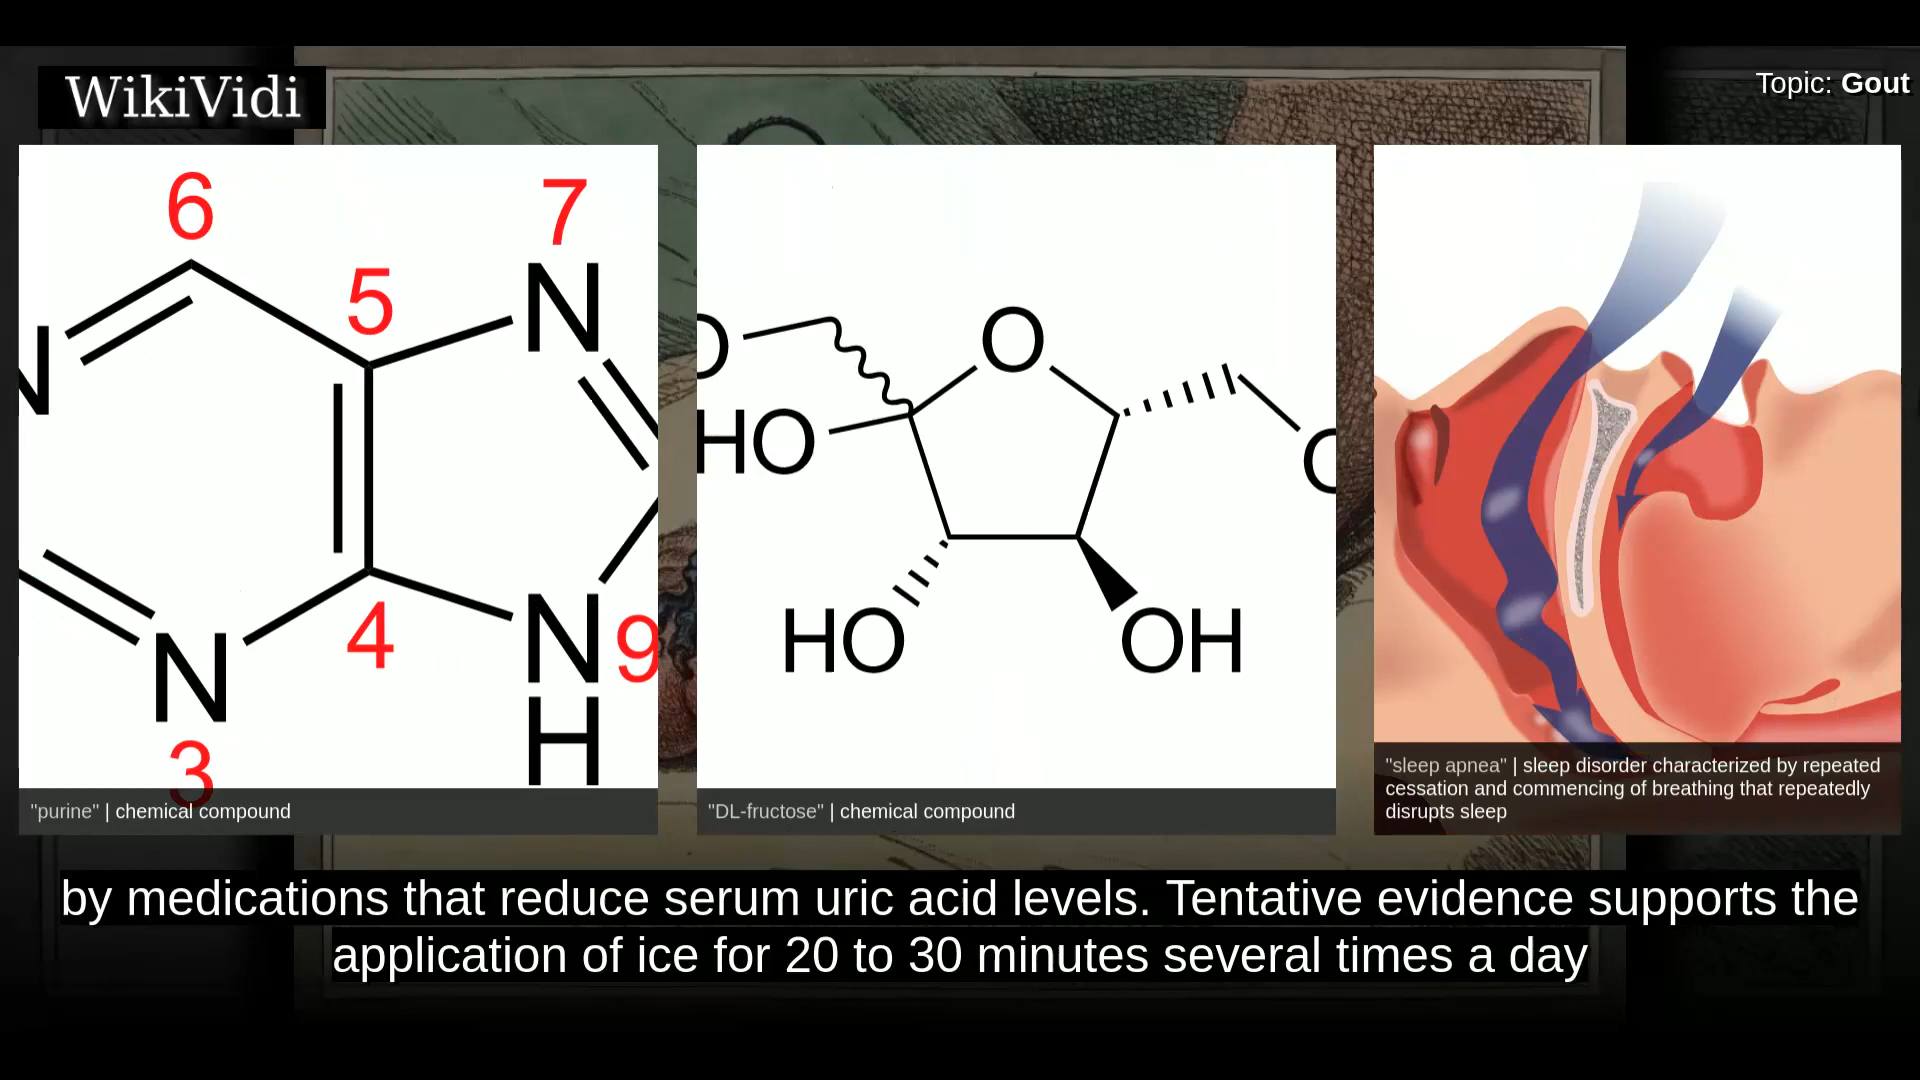 WikiVidi
Topic: Gout
6
7
5
N
N
4
N
9
N
H
3
O
HO
HO
OH
"purine" | chemical compound
"DL-fructose" | chemical compound
"sleep apnea" | sleep disorder characterized by repeated
cessation and commencing of breathing that repeatedly
disrupts sleep
by medications that reduce serum uric acid levels. Tentative evidence supports the
application of ice for 20 to 30 minutes several times a day